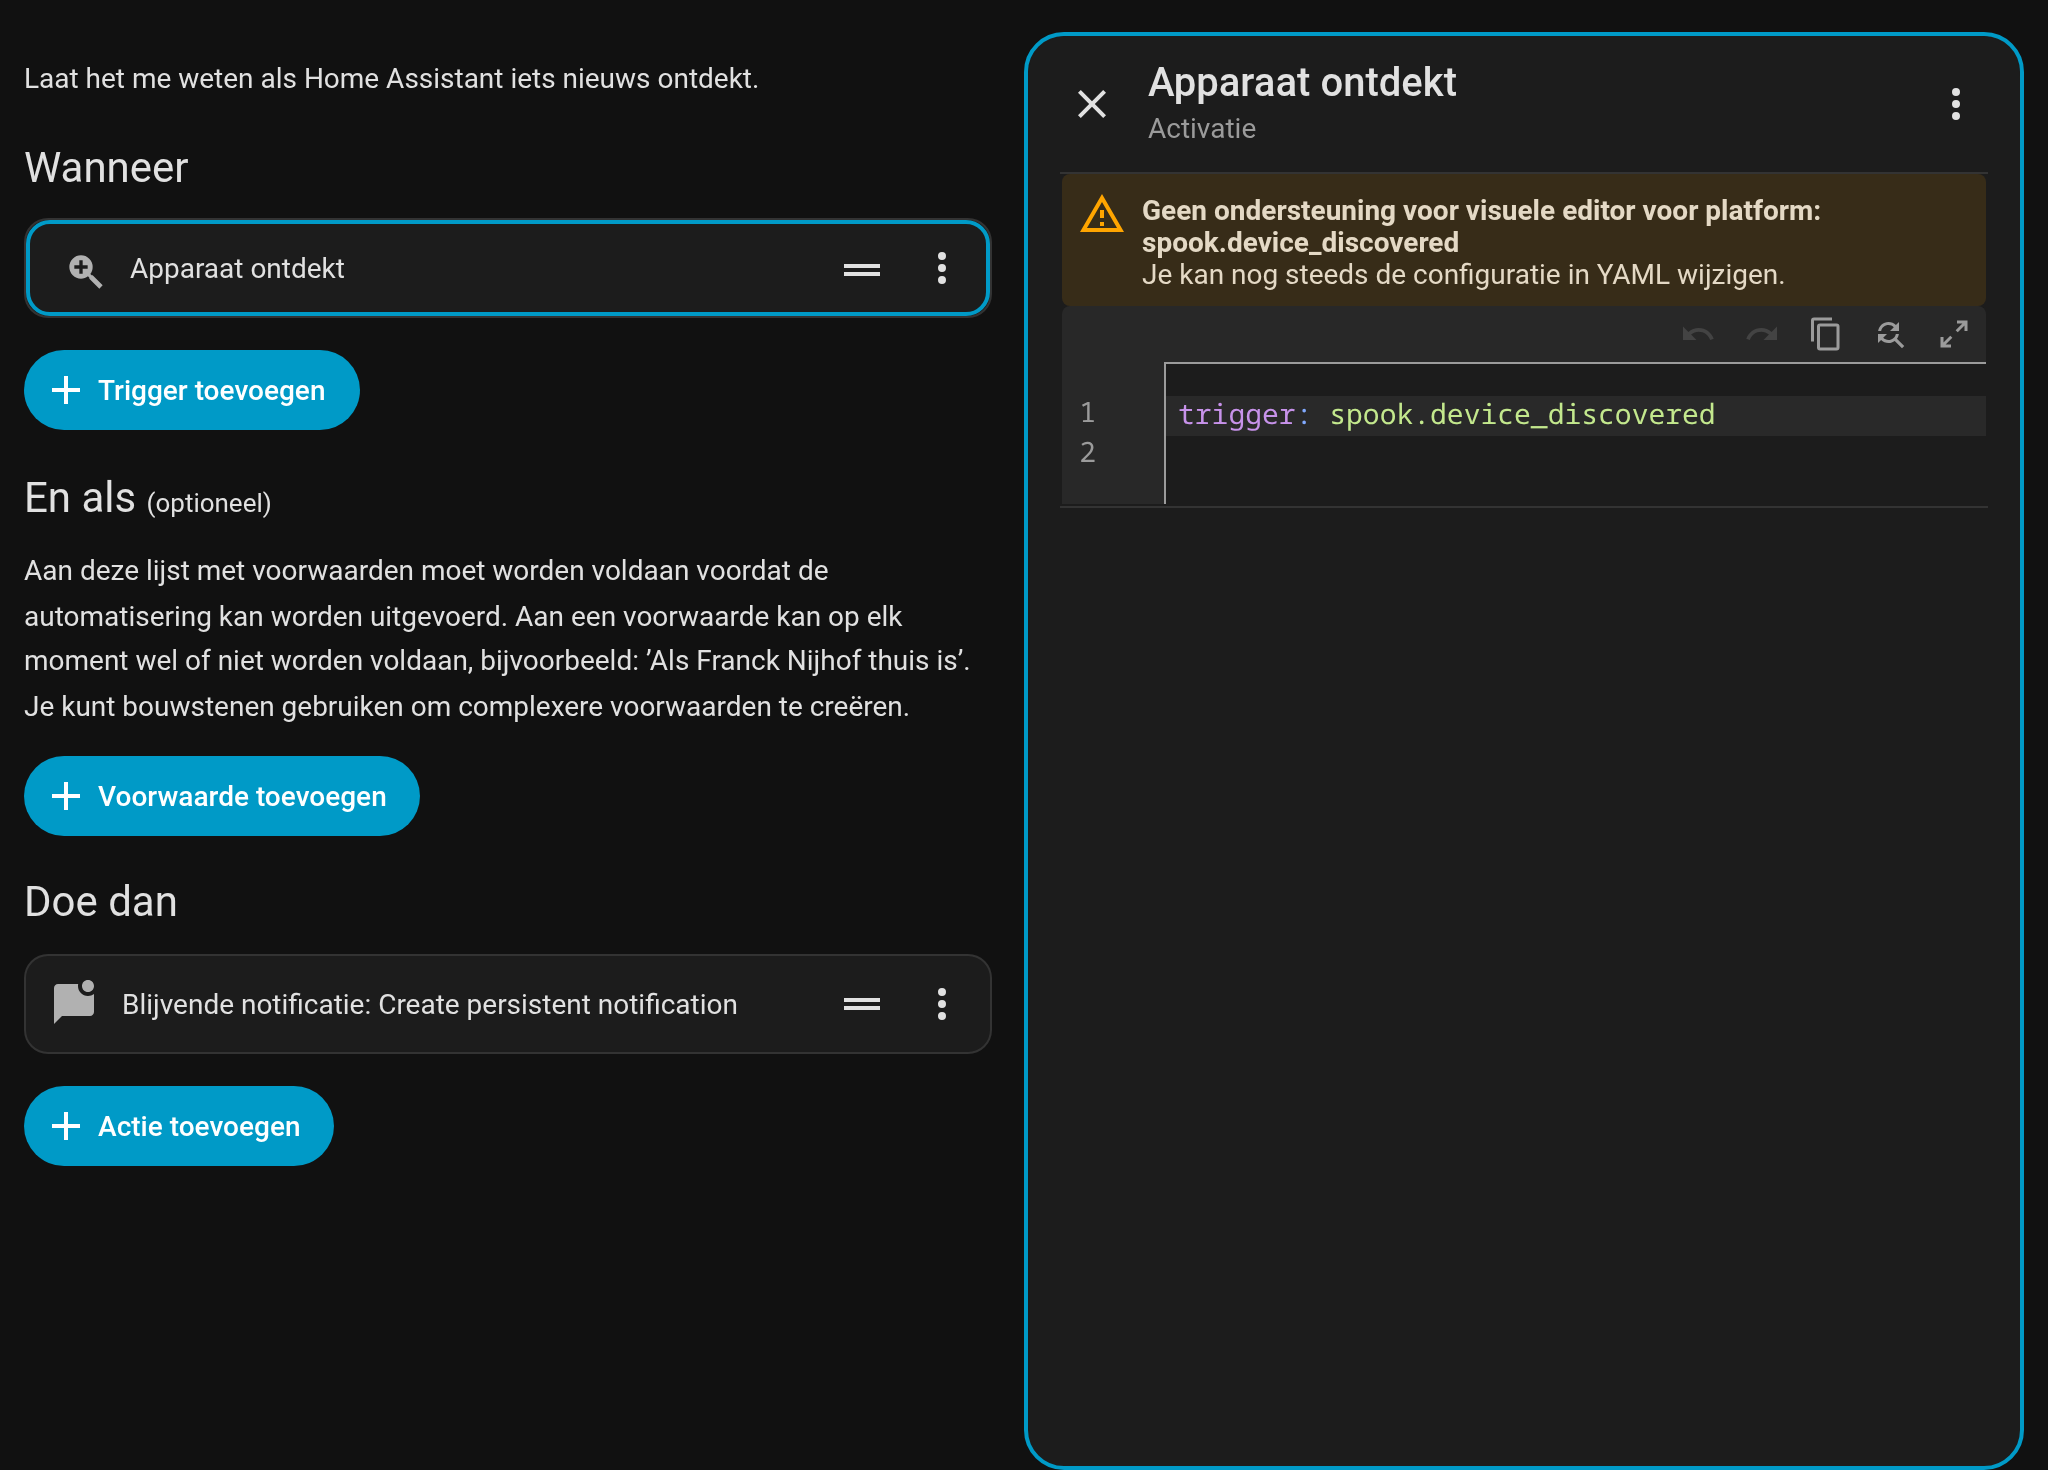 Laat het me weten als Home Assistant iets nieuws ontdekt.
Wanneer
Apparaat ontdekt
Trigger toevoegen
En als (optioneel)
Aan deze lijst met voorwaarden moet worden voldaan voordat de
automatisering kan worden uitgevoerd. Aan een voorwaarde kan op elk
moment wel of niet worden voldaan, bijvoorbeeld: ’Als Franck Nijhof thuis is’.
Je kunt bouwstenen gebruiken om complexere voorwaarden te creëren.
Voorwaarde toevoegen
Doe dan
Blijvende notificatie: Create persistent notification
Actie toevoegen
Apparaat ontdekt
Activatie
Geen ondersteuning voor visuele editor voor platform:
spook.device_discovered
Je kan nog steeds de configuratie in YAML wijzigen.
1 trigger: spook.device_discovered
2